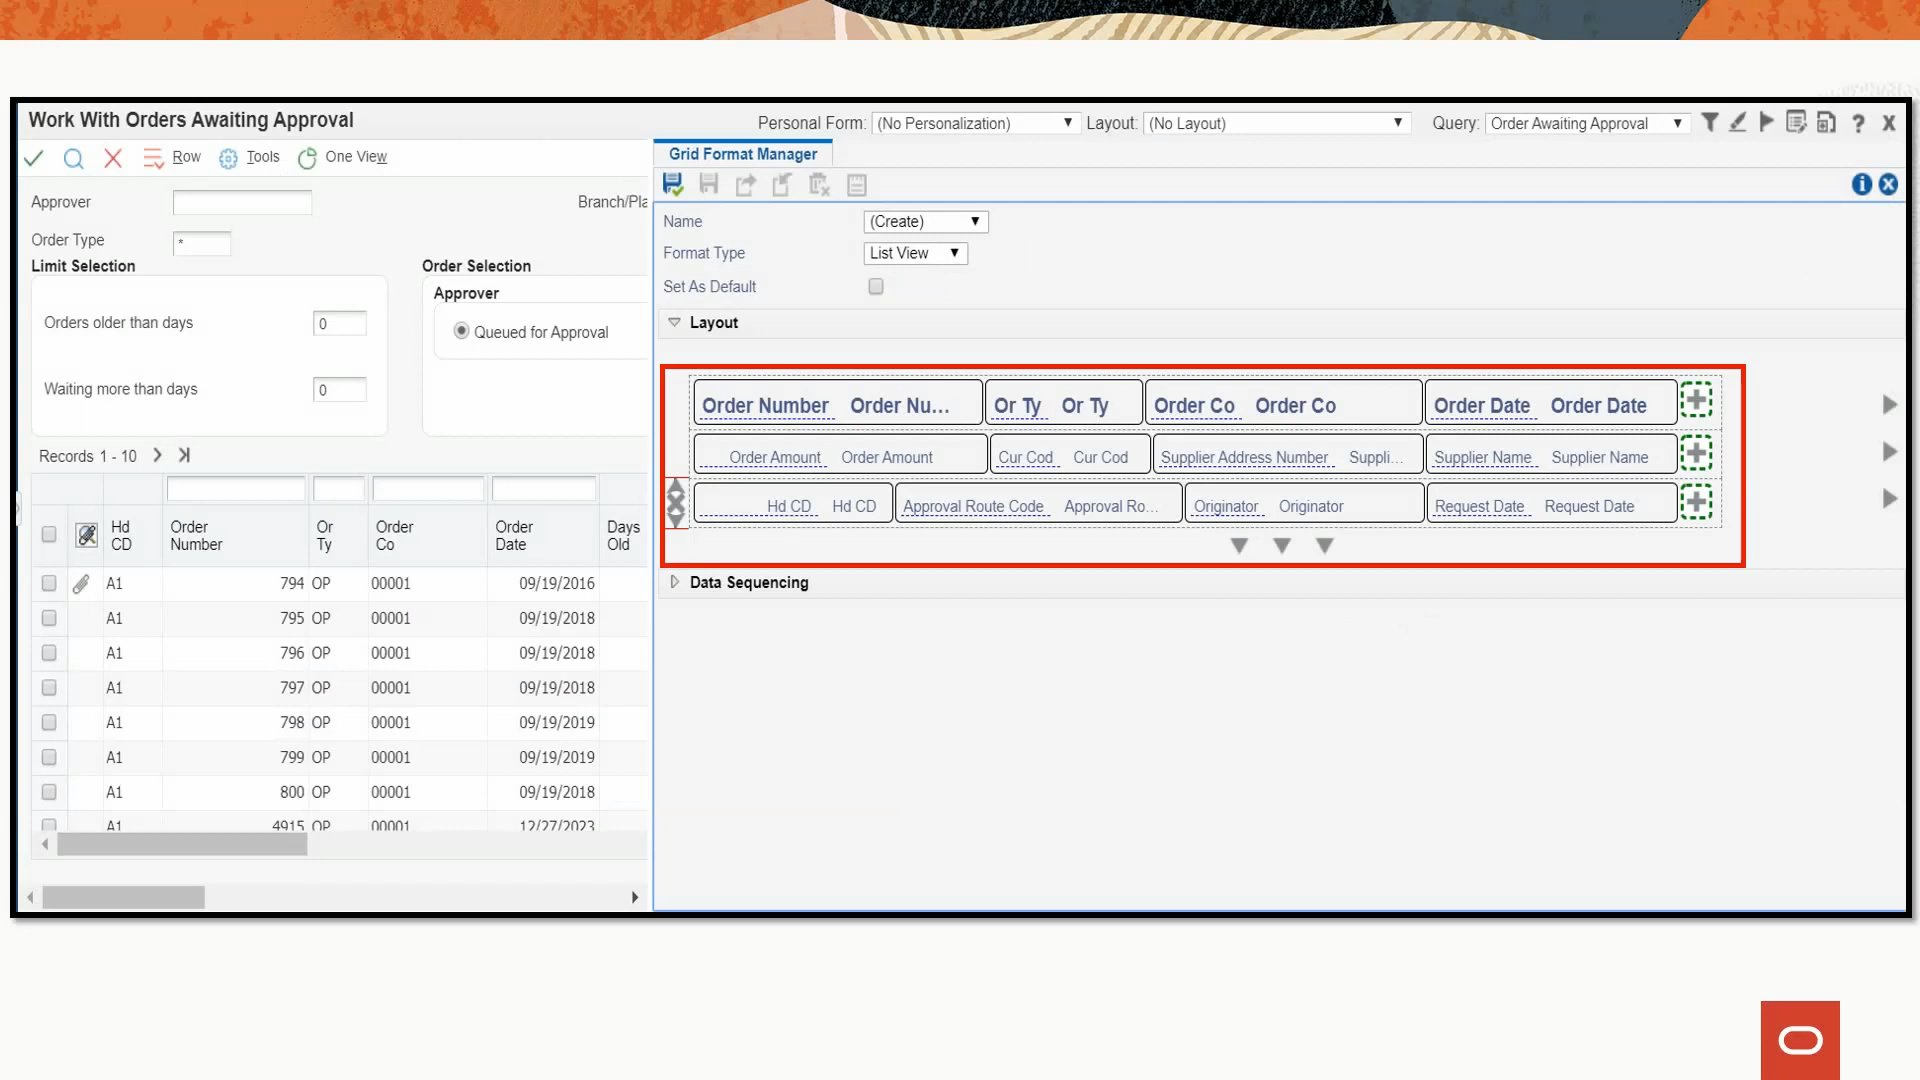 Work With Orders Awaiting Approval
Personal Form: (No Personalization) Layout: (No Layout) Query: Order Awaiting Approval
Row Tools One View
Approver
Branch/Pla
Order Type *
Limit Selection
Orders older than days 0
Waiting more than days 0
Order Selection
Approver
Queued for Approval
Records 1 - 10
Hd CD Order Number Or Ty Order Co Order Date Days Old
A1 794 OP 00001 09/19/2016
A1 795 OP 00001 09/19/2018
A1 796 OP 00001 09/19/2018
A1 797 OP 00001 09/19/2018
A1 798 OP 00001 09/19/2019
A1 799 OP 00001 09/19/2019
A1 800 OP 00001 09/19/2018
A1 4915 OP 00001 12/27/2023
Grid Format Manager
Name (Create)
Format Type List View
Set As Default
Layout
Order Number Order Nu... Or Ty Or Ty Order Co Order Co Order Date Order Date
Order Amount Order Amount Cur Cod Cur Cod Supplier Address Number Suppli... Supplier Name Supplier Name
Hd CD Hd CD Approval Route Code Approval Ro... Originator Originator Request Date Request Date
Data Sequencing